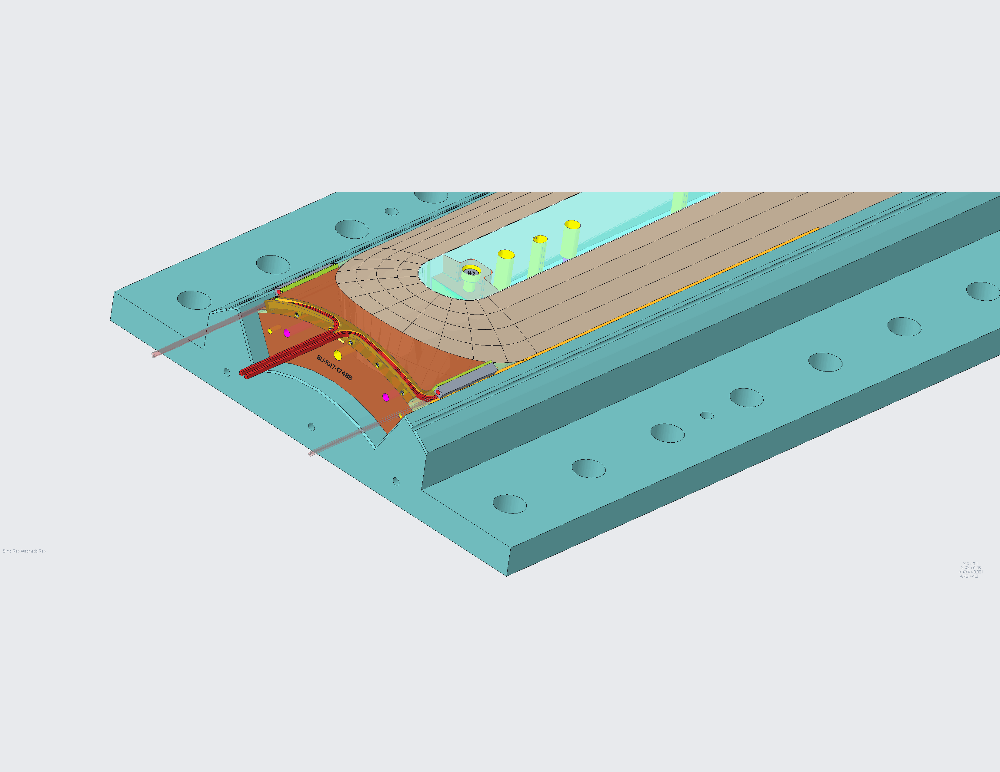 SU-1017-1748B
Simp Rep:Automatic Rep
X.X+-0.1
X.XX+-0.05
X.XXX+-0.001
ANG.+-1.0